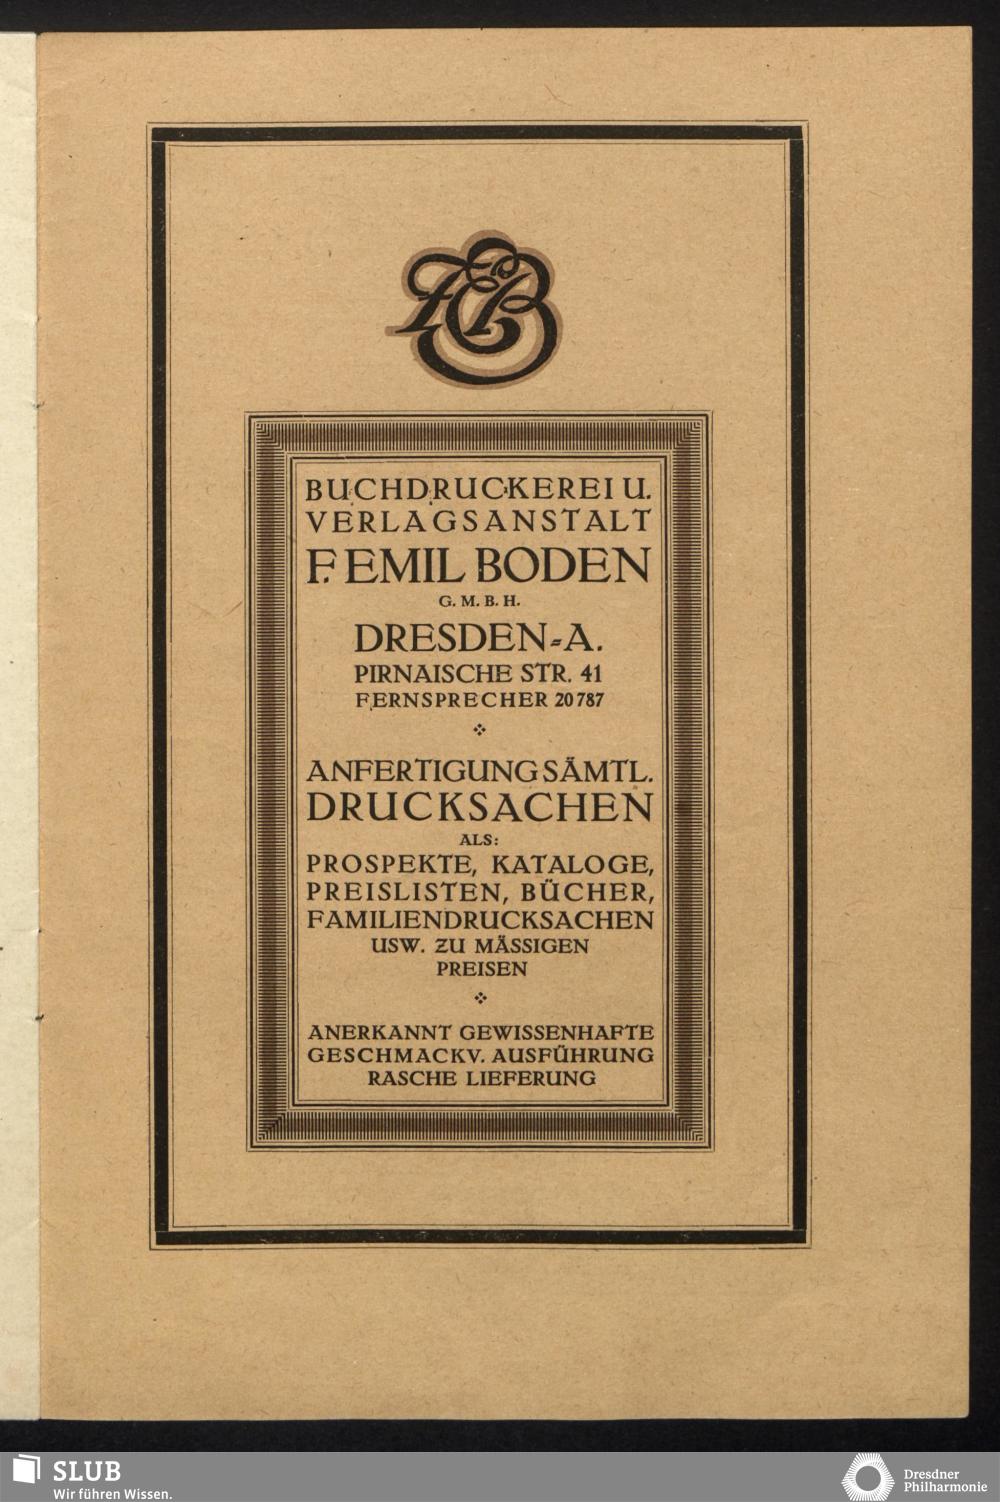 FEB
BUCHDRUCKEREI U.
VERLAGSANSTALT
F. EMIL BODEN
G. M. B. H.
DRESDEN-A.
PIRNAISCHE STR. 41
FERNSPRECHER 20787
ANFERTIGUNG SÄMTL.
DRUCKSACHEN
ALS:
PROSPEKTE, KATALOGE,
PREISLISTEN, BÜCHER,
FAMILIENDRUCKSACHEN
USW. ZU MÄSSIGEN
PREISEN
ANERKANNT GEWISSENHAFTE
GESCHMACKV. AUSFÜHRUNG
RASCHE LIEFERUNG
SLUB
Wir führen Wissen.
Dresdner
Philharmonie